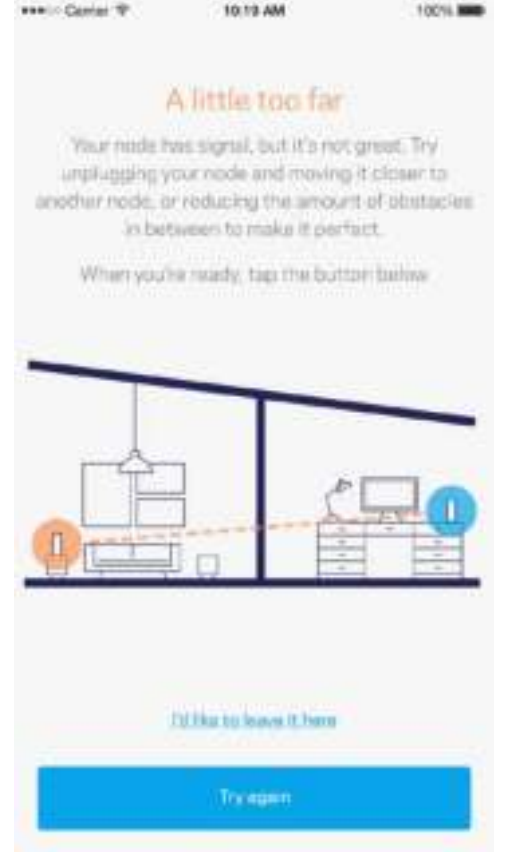 Carrier 10:19 AM 100%
A little too far
Your node has signal, but it's not great. Try
unplugging your node and moving it closer to
another node, or reducing the amount of obstacles
in between to make it perfect.
When you're ready, tap the button below
I'd like to leave it here
Try again